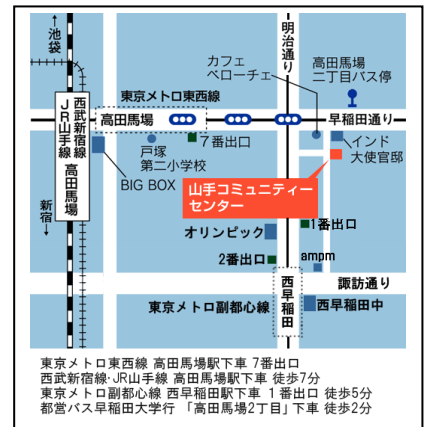 ↑池袋
明治通り
カフェ
ベローチェ
高田馬場
二丁目バス停
東京メトロ東西線
西武新宿線
JR山手線 高田馬場
高田馬場
早稲田通り
戸塚
第二小学校
7番出口
インド
大使官邸
BIG BOX
山手コミュニティー
センター
新宿↓
オリンピック
1番出口
2番出口
ampm
諏訪通り
西早稲田
東京メトロ副都心線
西早稲田中
東京メトロ東西線 高田馬場駅下車 7番出口
西武新宿線・JR山手線 高田馬場駅下車 徒歩7分
東京メトロ副都心線 西早稲田駅下車 1番出口 徒歩5分
都営バス早稲田大学行 「高田馬場2丁目」下車 徒歩2分